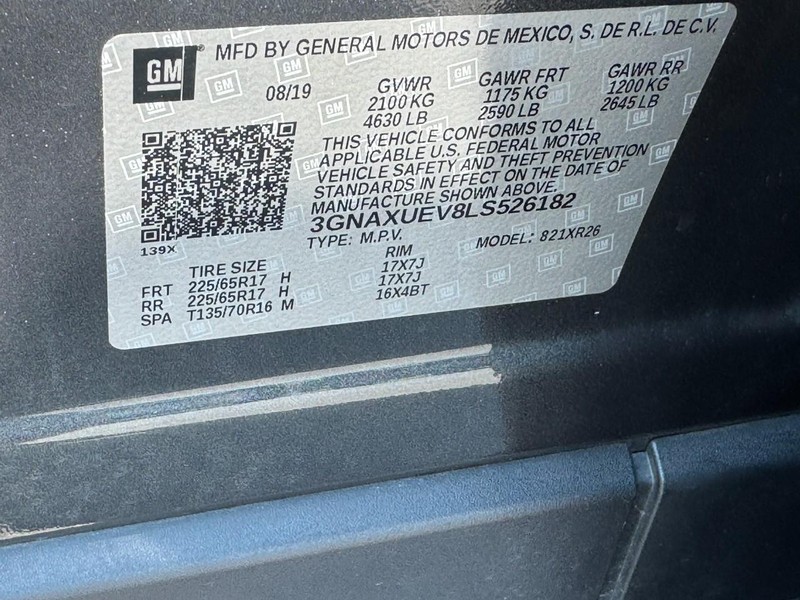 GM MFD BY GENERAL MOTORS DE MEXICO, S. DE R.L. DE C.V.
08/19 GVWR GAWR FRT GAWR RR
2100 KG 1175 KG 1200 KG
4630 LB 2590 LB 2645 LB
THIS VEHICLE CONFORMS TO ALL
APPLICABLE U.S. FEDERAL MOTOR
VEHICLE SAFETY AND THEFT PREVENTION
STANDARDS IN EFFECT ON THE DATE OF
MANUFACTURE SHOWN ABOVE.
3GNAXUEV8LS526182
139X
TYPE: M.P.V. MODEL: 821XR26
TIRE SIZE RIM
FRT 225/65R17 H 17X7J
RR 225/65R17 H 17X7J
SPA T135/70R16 M 16X4BT